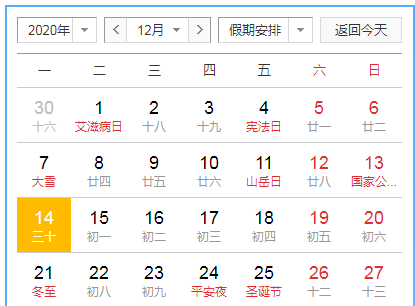 2020年 12月 假期安排 返回今天
一 二 三 四 五 六 日
30 1 2 3 4 5 6
十六 艾滋病日 十八 十九 宪法日 廿一 廿二
7 8 9 10 11 12 13
大雪 廿四 廿五 廿六 山岳日 廿八 国家公...
14 15 16 17 18 19 20
三十 初一 初二 初三 初四 初五 初六
21 22 23 24 25 26 27
冬至 初八 初九 平安夜 圣诞节 十二 十三